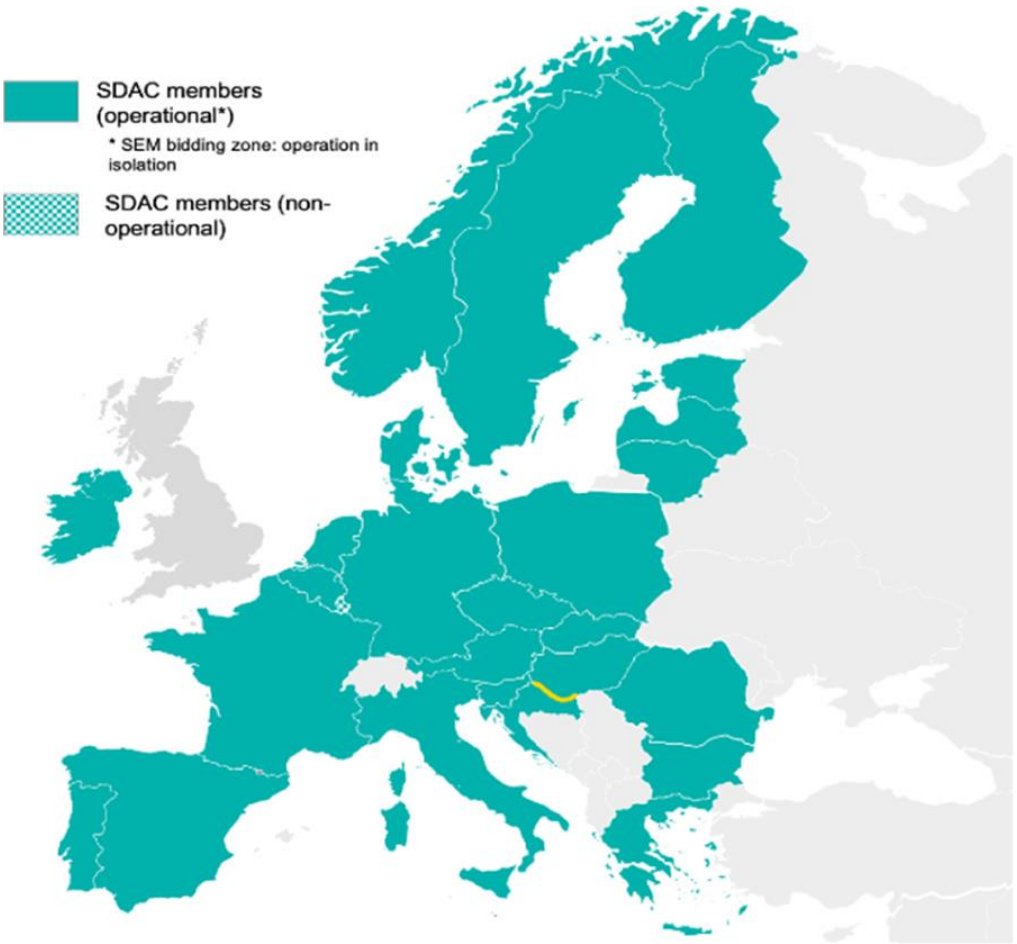 SDAC members
(operational*)
* SEM bidding zone: operation in
isolation
SDAC members (non-
operational)